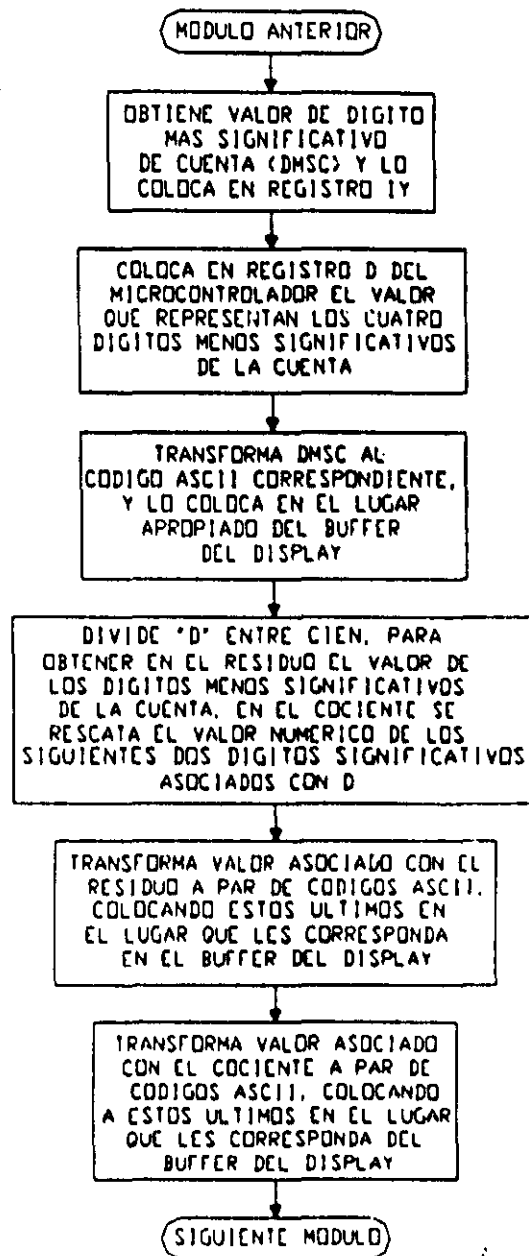 MODULO ANTERIOR
OBTIENE VALOR DE DIGITO
MAS SIGNIFICATIVO
DE CUENTA (DMSC) Y LO
COLOCA EN REGISTRO IY
COLOCA EN REGISTRO D DEL
MICROCONTROLADOR EL VALOR
QUE REPRESENTAN LOS CUATRO
DIGITOS MENOS SIGNIFICATIVOS
DE LA CUENTA
TRANSFORMA DMSC AL
CODIGO ASCII CORRESPONDIENTE,
Y LO COLOCA EN EL LUGAR
APROPIADO DEL BUFFER
DEL DISPLAY
DIVIDE "D" ENTRE CIEN, PARA
OBTENER EN EL RESIDUO EL VALOR DE
LOS DIGITOS MENOS SIGNIFICATIVOS
DE LA CUENTA, EN EL COCIENTE SE
RESCATA EL VALOR NUMERICO DE LOS
SIGUIENTES DOS DIGITOS SIGNIFICATIVOS
ASOCIADOS CON D
TRANSFORMA VALOR ASOCIADO CON EL
RESIDUO A PAR DE CODIGOS ASCII,
COLOCANDO ESTOS ULTIMOS EN
EL LUGAR QUE LES CORRESPONDA
EN EL BUFFER DEL DISPLAY
TRANSFORMA VALOR ASOCIADO
CON EL COCIENTE A PAR DE
CODIGOS ASCII, COLOCANDO
A ESTOS ULTIMOS EN EL LUGAR
QUE LES CORRESPONDA DEL
BUFFER DEL DISPLAY
SIGUIENTE MODULO